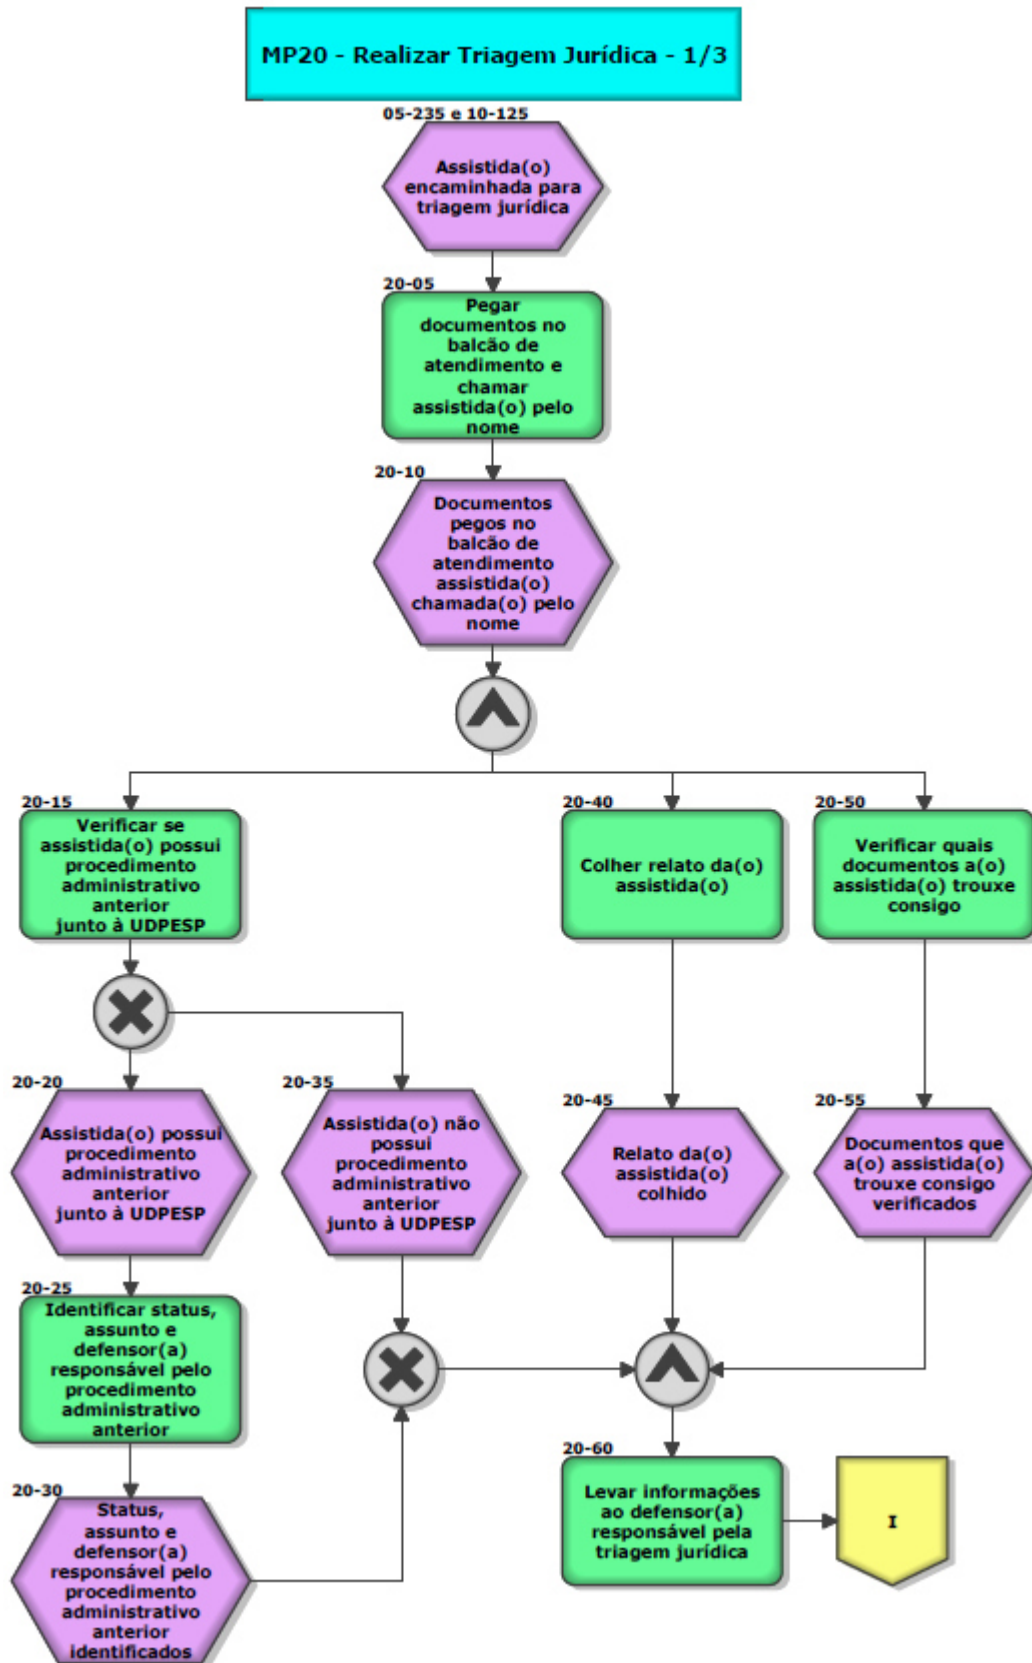 MP20 - Realizar Triagem Jurídica - 1/3
05-235 e 10-125
Assistida(o)
encaminhada para
triagem jurídica
20-05
Pegar
documentos no
balcão de
atendimento e
chamar
assistida(o) pelo
nome
20-10
Documentos
pegos no
balcão de
atendimento
assistida(o)
chamada(o) pelo
nome
20-15
Verificar se
assistida(o) possui
procedimento
administrativo
anterior
junto à UDPESP
20-40
Colher relato da(o)
assistida(o)
20-50
Verificar quais
documentos a(o)
assistida(o) trouxe
consigo
20-20
Assistida(o) possui
procedimento
administrativo
anterior
junto à UDPESP
20-35
Assistida(o) não
possui
procedimento
administrativo
anterior
junto à UDPESP
20-45
Relato da(o)
assistida(o)
colhido
20-55
Documentos que
a(o) assistida(o)
trouxe consigo
verificados
20-25
Identificar status,
assunto e
defensor(a)
responsável pelo
procedimento
administrativo
anterior
20-30
Status,
assunto e
defensor(a)
responsável pelo
procedimento
administrativo
anterior
identificados
20-60
Levar informações
ao defensor(a)
responsável pela
triagem jurídica
I